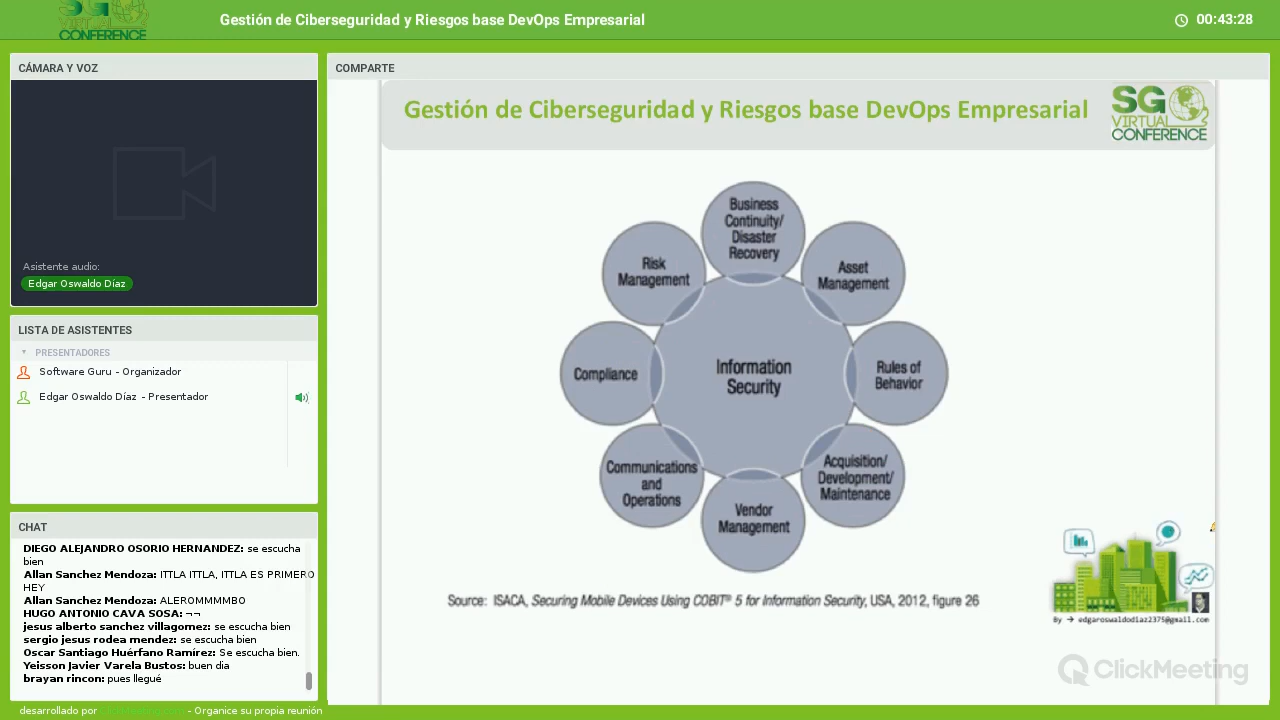 SG
VIRTUAL
CONFERENCE
Gestión de Ciberseguridad y Riesgos base DevOps Empresarial
00:43:28
CÁMARA Y VOZ
Asistente audio:
Edgar Oswaldo Díaz
LISTA DE ASISTENTES
PRESENTADORES
Software Guru - Organizador
Edgar Oswaldo Díaz - Presentador
CHAT
DIEGO ALEJANDRO OSORIO HERNANDEZ: se escucha
bien
Allan Sanchez Mendoza: ITTLA ITTLA, ITTLA ES PRIMERO
HEY
Allan Sanchez Mendoza: ALEROMMMMBO
HUGO ANTONIO CAVA SOSA: ¬¬
jesus alberto sanchez villagomez: se escucha bien
sergio jesus rodea mendez: se escucha bien
Oscar Santiago Huérfano Ramírez: Se escucha bien.
Yeisson Javier Varela Bustos: buen dia
brayan rincon: pues llegué
desarrollado por - Organice su propia reunión
COMPARTE
Gestión de Ciberseguridad y Riesgos base DevOps Empresarial
SG
VIRTUAL
CONFERENCE
Business
Continuity/
Disaster
Recovery
Risk
Management
Asset
Management
Compliance
Information
Security
Rules of
Behavior
Communications
and
Operations
Acquisition/
Development/
Maintenance
Vendor
Management
Source: ISACA, Securing Mobile Devices Using COBIT® 5 for Information Security, USA, 2012, figure 26
By → edgaroswaldodiaz2375@gmail.com
ClickMeeting